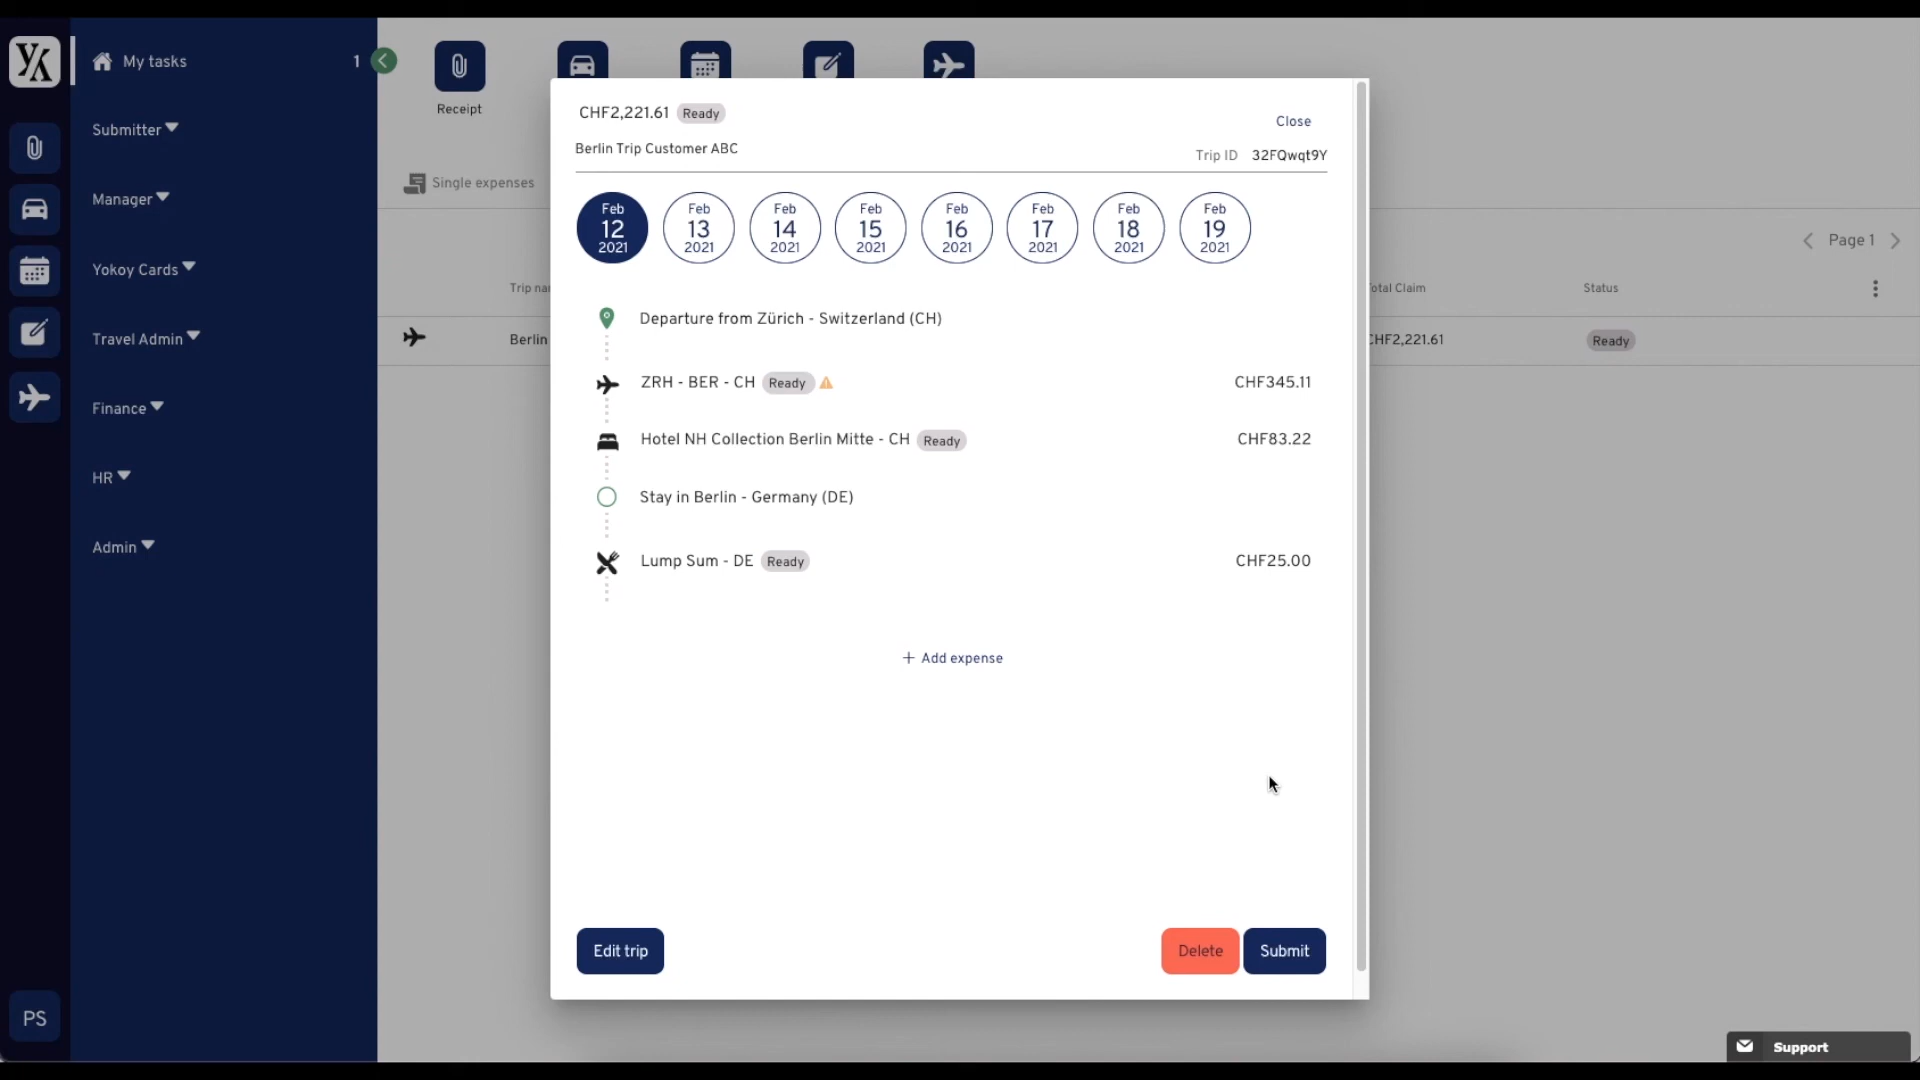 My tasks
1
Submitter
Manager
Yokoy Cards
Travel Admin
Finance
HR
Admin
PS
Receipt
Single expenses
Page 1
Trip na
otal Claim
Status
Berlin
CHF2,221.61
Ready
CHF2,221.61 Ready
Close
Berlin Trip Customer ABC
Trip ID 32FQwqt9Y
Feb 12 2021
Feb 13 2021
Feb 14 2021
Feb 15 2021
Feb 16 2021
Feb 17 2021
Feb 18 2021
Feb 19 2021
Departure from Zürich - Switzerland (CH)
ZRH - BER - CH Ready CHF345.11
Hotel NH Collection Berlin Mitte - CH Ready CHF83.22
Stay in Berlin - Germany (DE)
Lump Sum - DE Ready CHF25.00
+ Add expense
Edit trip
Delete
Submit
Support